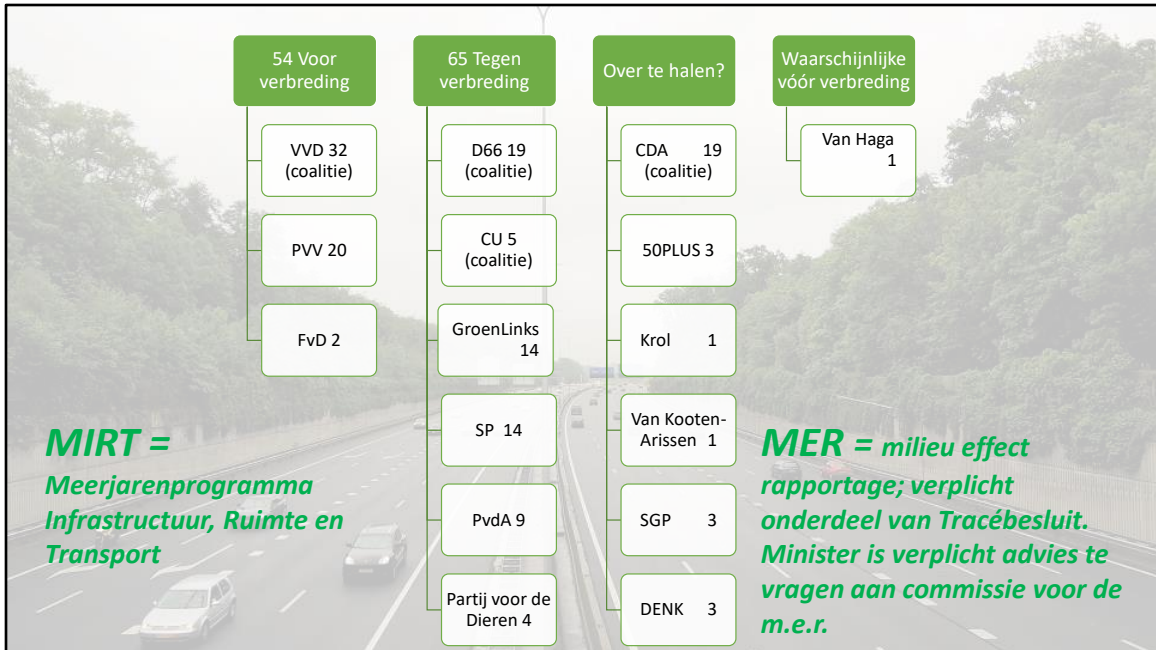 54 Voor
verbreding
VVD 32
(coalitie)
PVV 20
FvD 2
65 Tegen
verbreding
D66 19
(coalitie)
CU 5
(coalitie)
GroenLinks
14
SP 14
PvdA 9
Partij voor de
Dieren 4
Over te halen?
CDA 19
(coalitie)
50PLUS 3
Krol 1
Van Kooten-
Arissen 1
SGP 3
DENK 3
Waarschijnlijke
vóór verbreding
Van Haga
1
MIRT =
Meerjarenprogramma
Infrastructuur, Ruimte en
Transport
MER = milieu effect
rapportage; verplicht
onderdeel van Tracébesluit.
Minister is verplicht advies te
vragen aan commissie voor de
m.e.r.